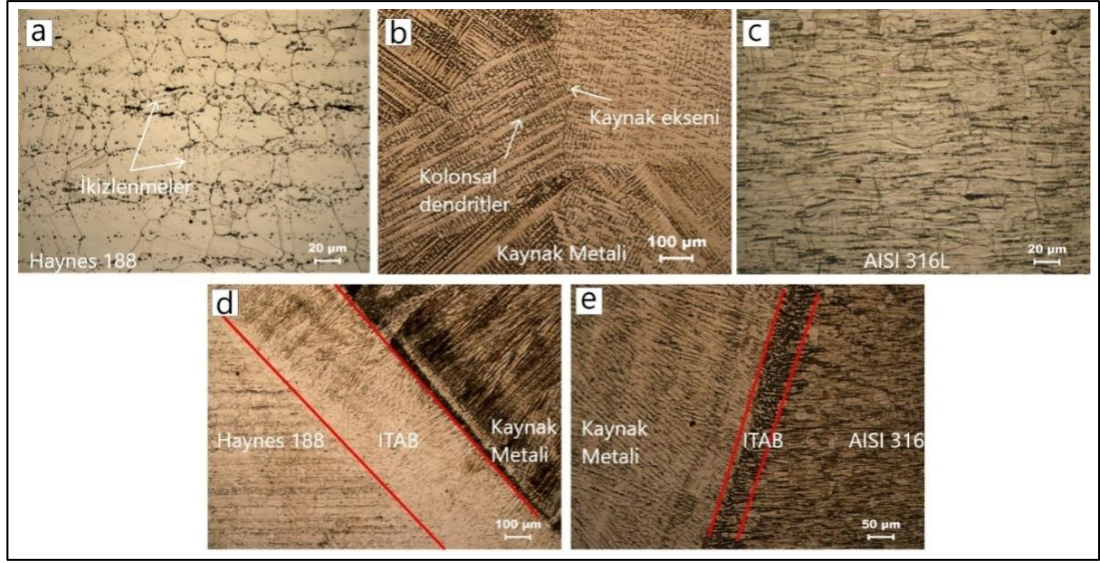 a
İkizlenmeler
20 µm
Haynes 188
b
Kaynak ekseni
Kolonsal
dendritler
Kaynak Metali
100 µm
c
20 µm
AISI 316L
d
Haynes 188
ITAB
Kaynak
Metali
100 µm
e
Kaynak
Metali
ITAB
AISI 316
50 µm